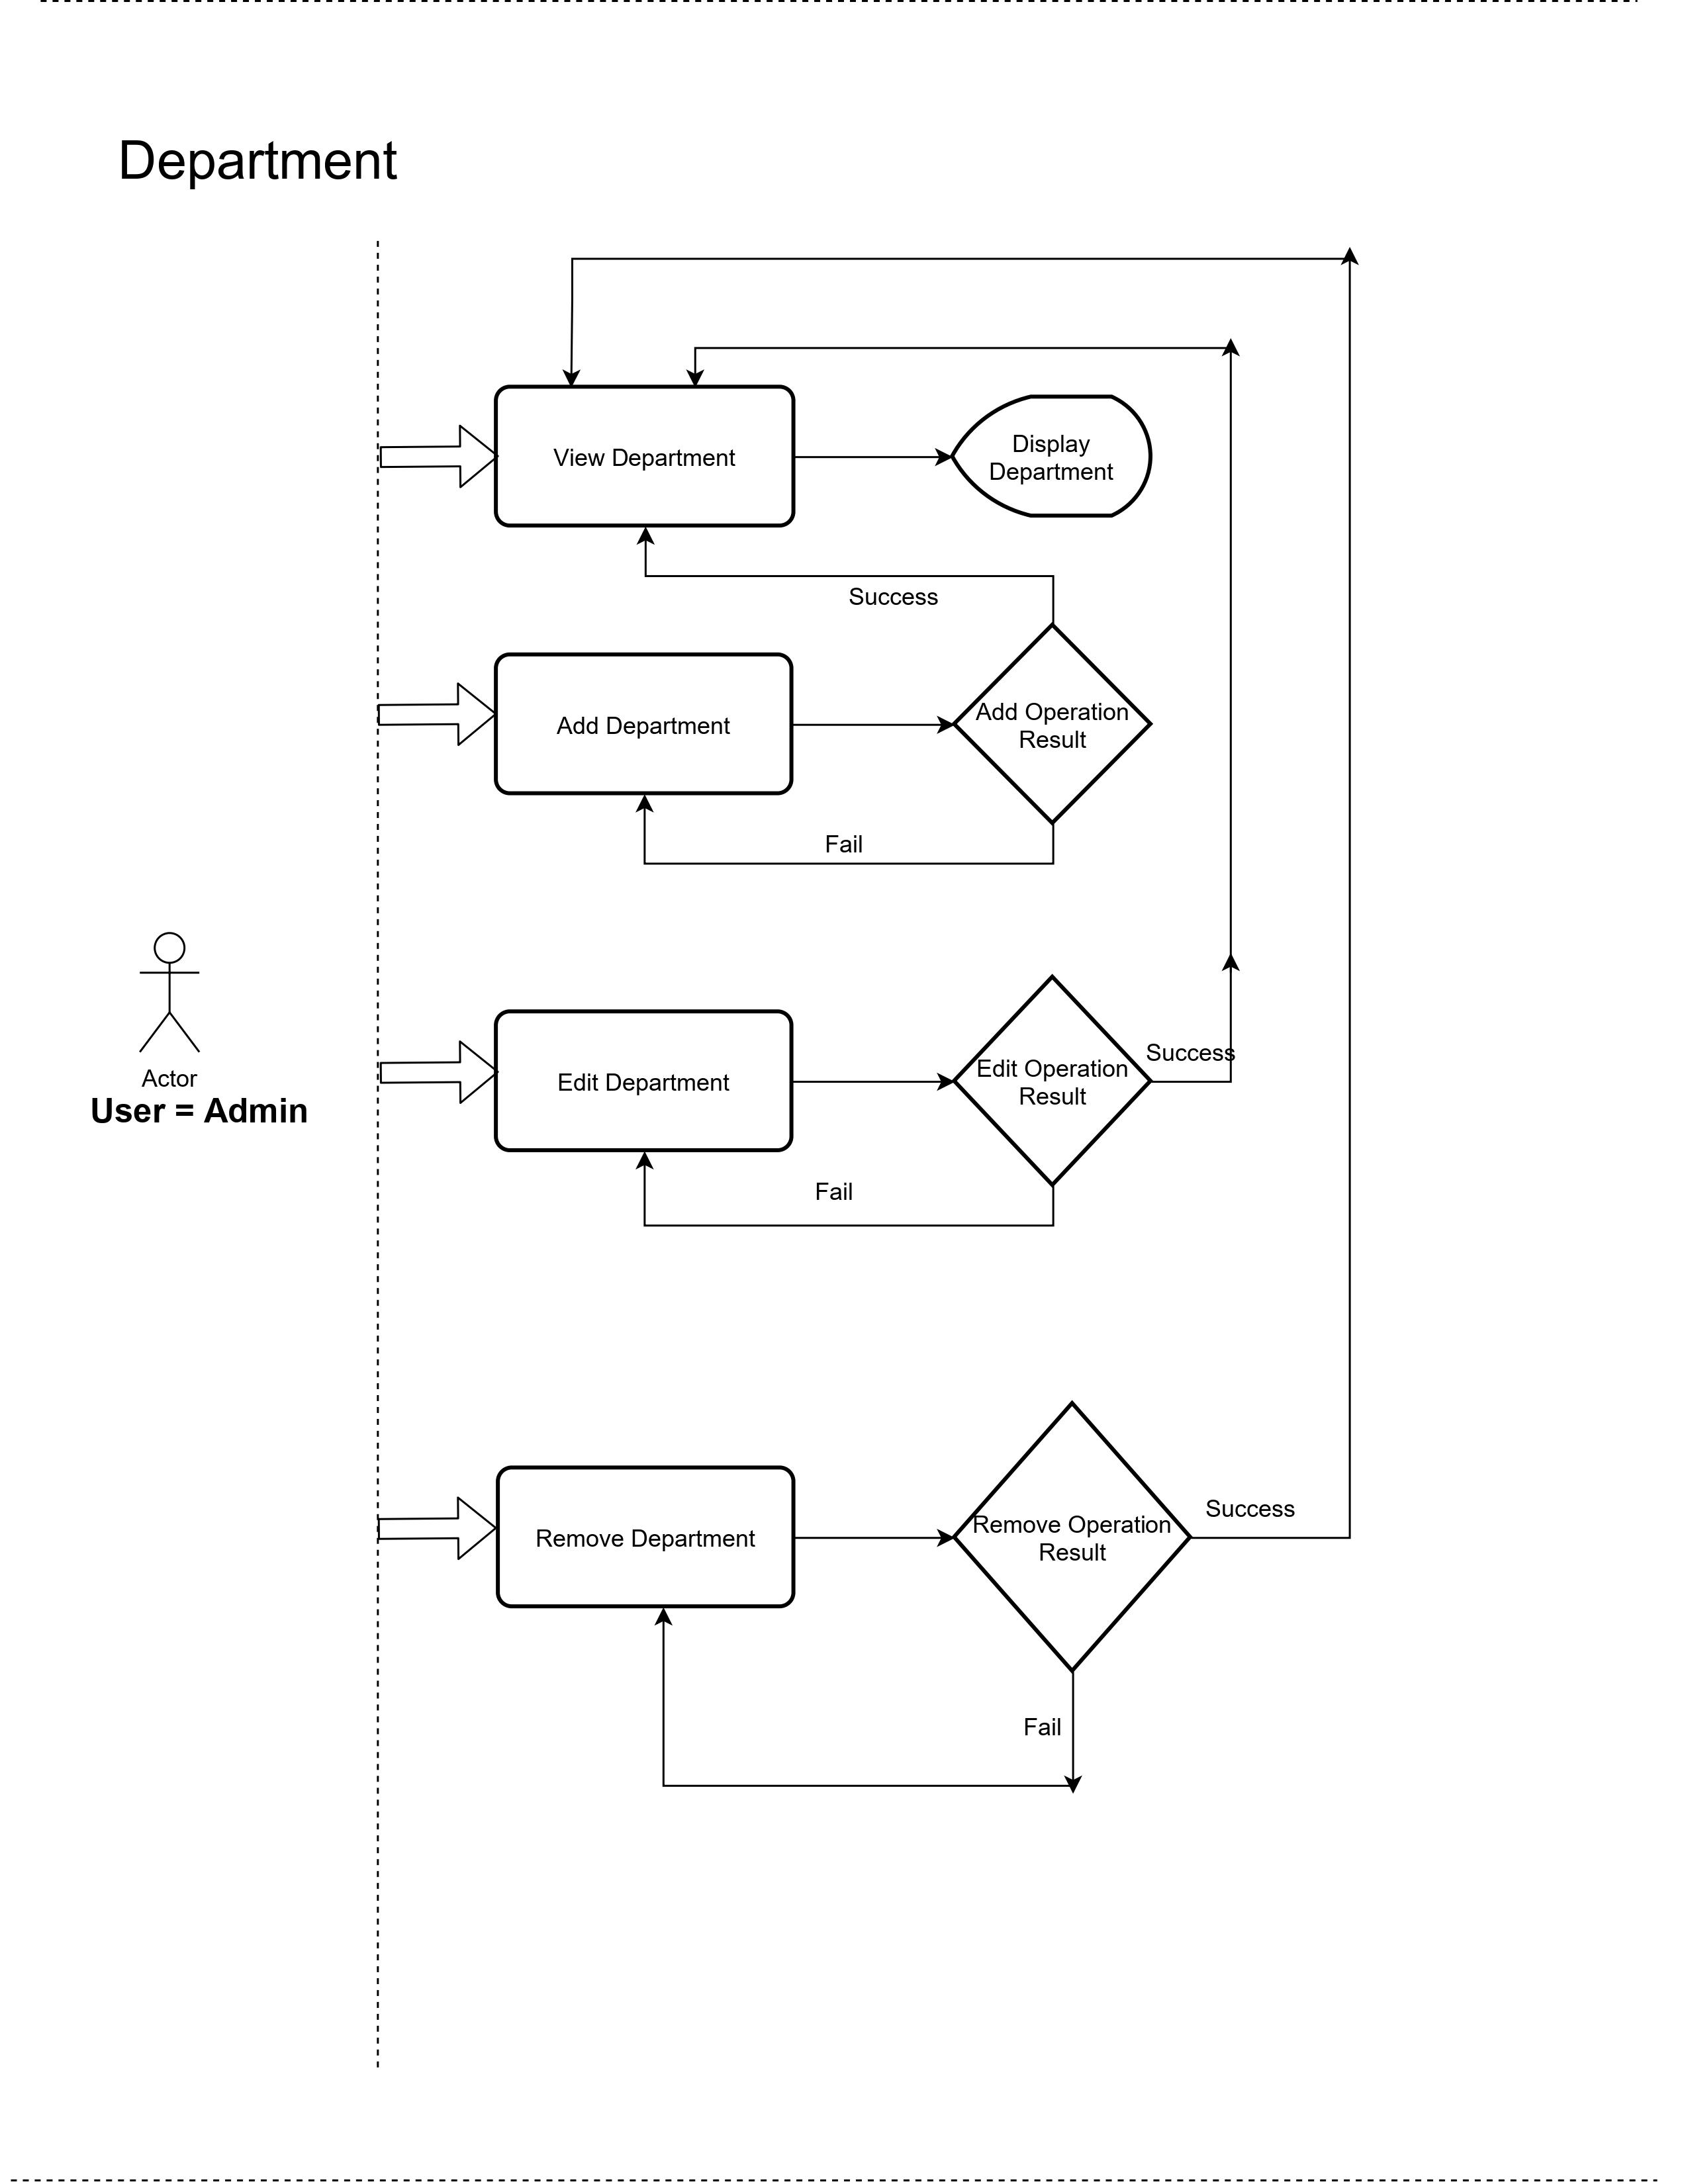 Department
View Department
Display
Department
Success
Add Department
Add Operation
Result
Fail
Actor
User = Admin
Edit Department
Edit Operation
Result
Success
Fail
Remove Department
Remove Operation
Result
Success
Fail